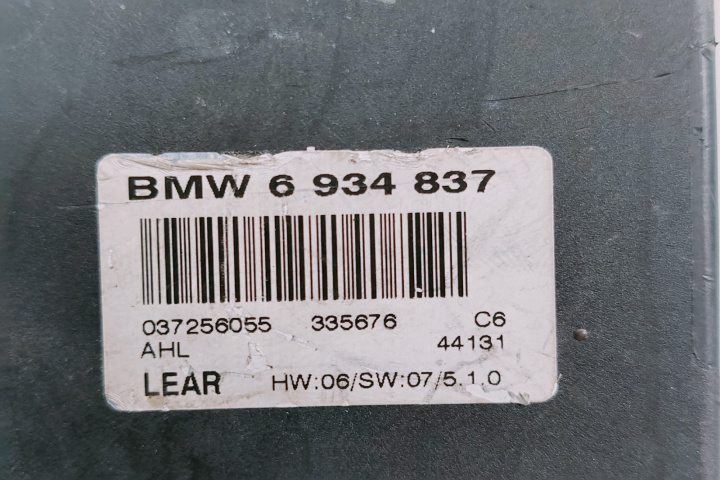 BMW 6 934 837
037256055 335676 C6
AHL 44131
LEAR HW:06/SW:07/5.1.0